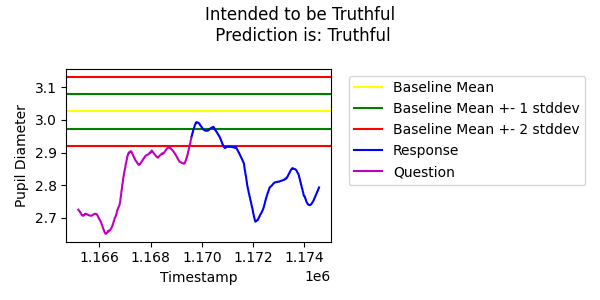 Intended to be Truthful
Prediction is: Truthful
Pupil Diameter
3.1
3.0
2.9
2.8
2.7
1.166 1.168 1.170 1.172 1.174
1e6
Timestamp
Baseline Mean
Baseline Mean +- 1 stddev
Baseline Mean +- 2 stddev
Response
Question